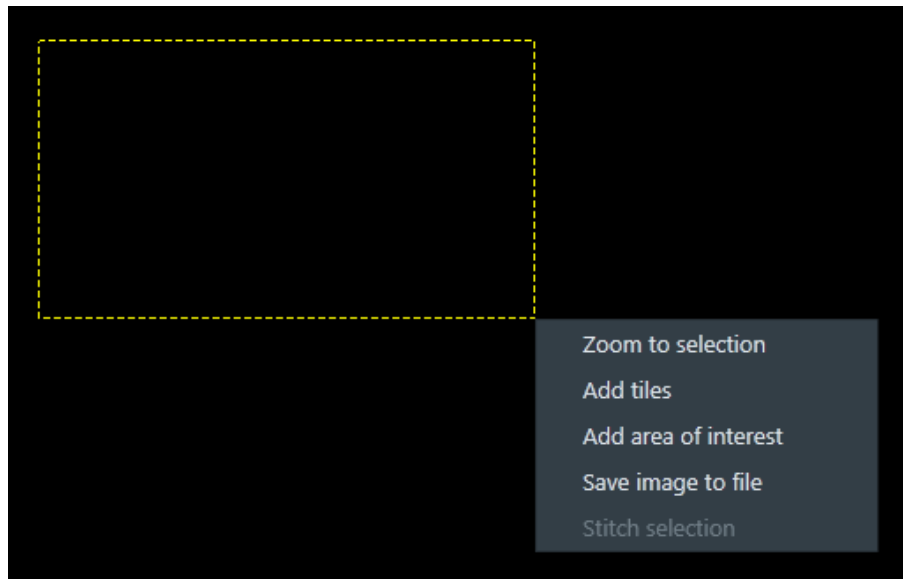 Zoom to selection
Add tiles
Add area of interest
Save image to file
Stitch selection